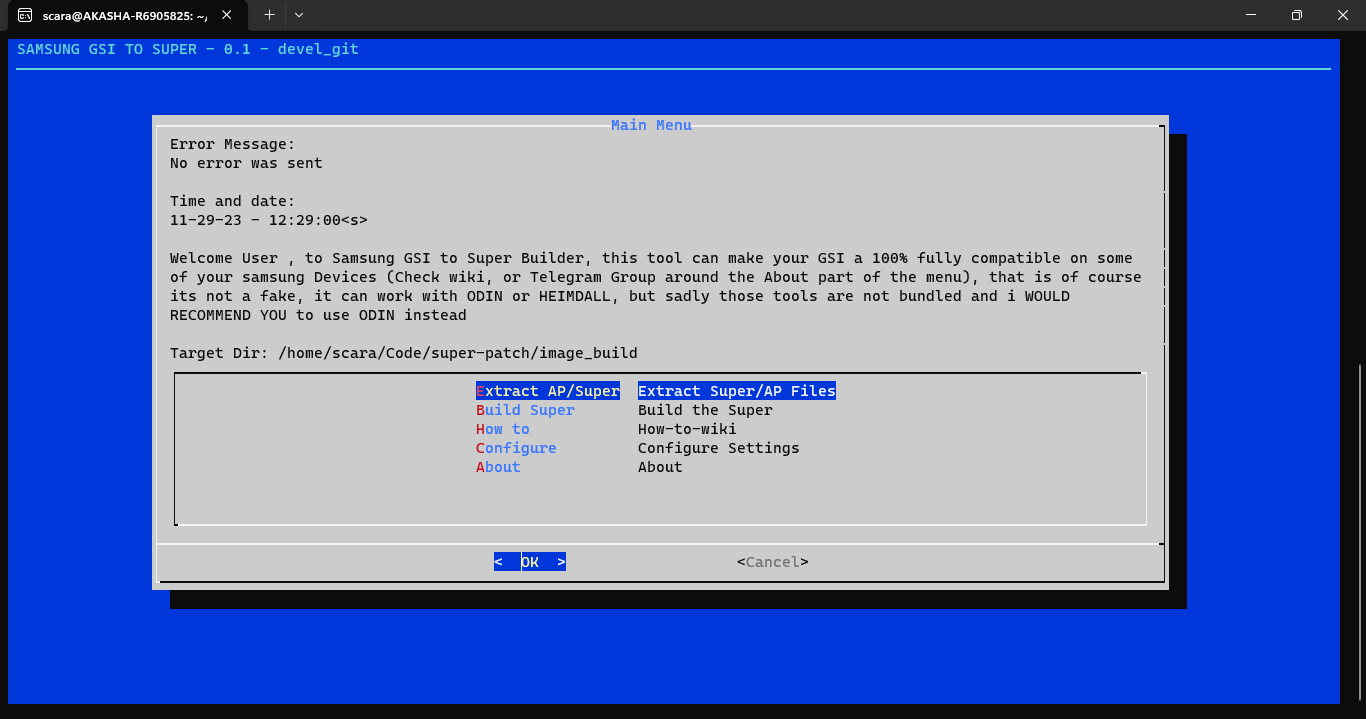 scara@AKASHA-R6905825: ~,
SAMSUNG GSI TO SUPER - 0.1 - devel_git
Main Menu
Error Message:
No error was sent
Time and date:
11-29-23 - 12:29:00<s>
Welcome User , to Samsung GSI to Super Builder, this tool can make your GSI a 100% fully compatible on some
of your samsung Devices (Check wiki, or Telegram Group around the About part of the menu), that is of course
its not a fake, it can work with ODIN or HEIMDALL, but sadly those tools are not bundled and i WOULD
RECOMMEND YOU to use ODIN instead
Target Dir: /home/scara/Code/super-patch/image_build
Extract AP/Super Extract Super/AP Files
Build Super Build the Super
How to How-to-wiki
Configure Configure Settings
About About
< OK > <Cancel>